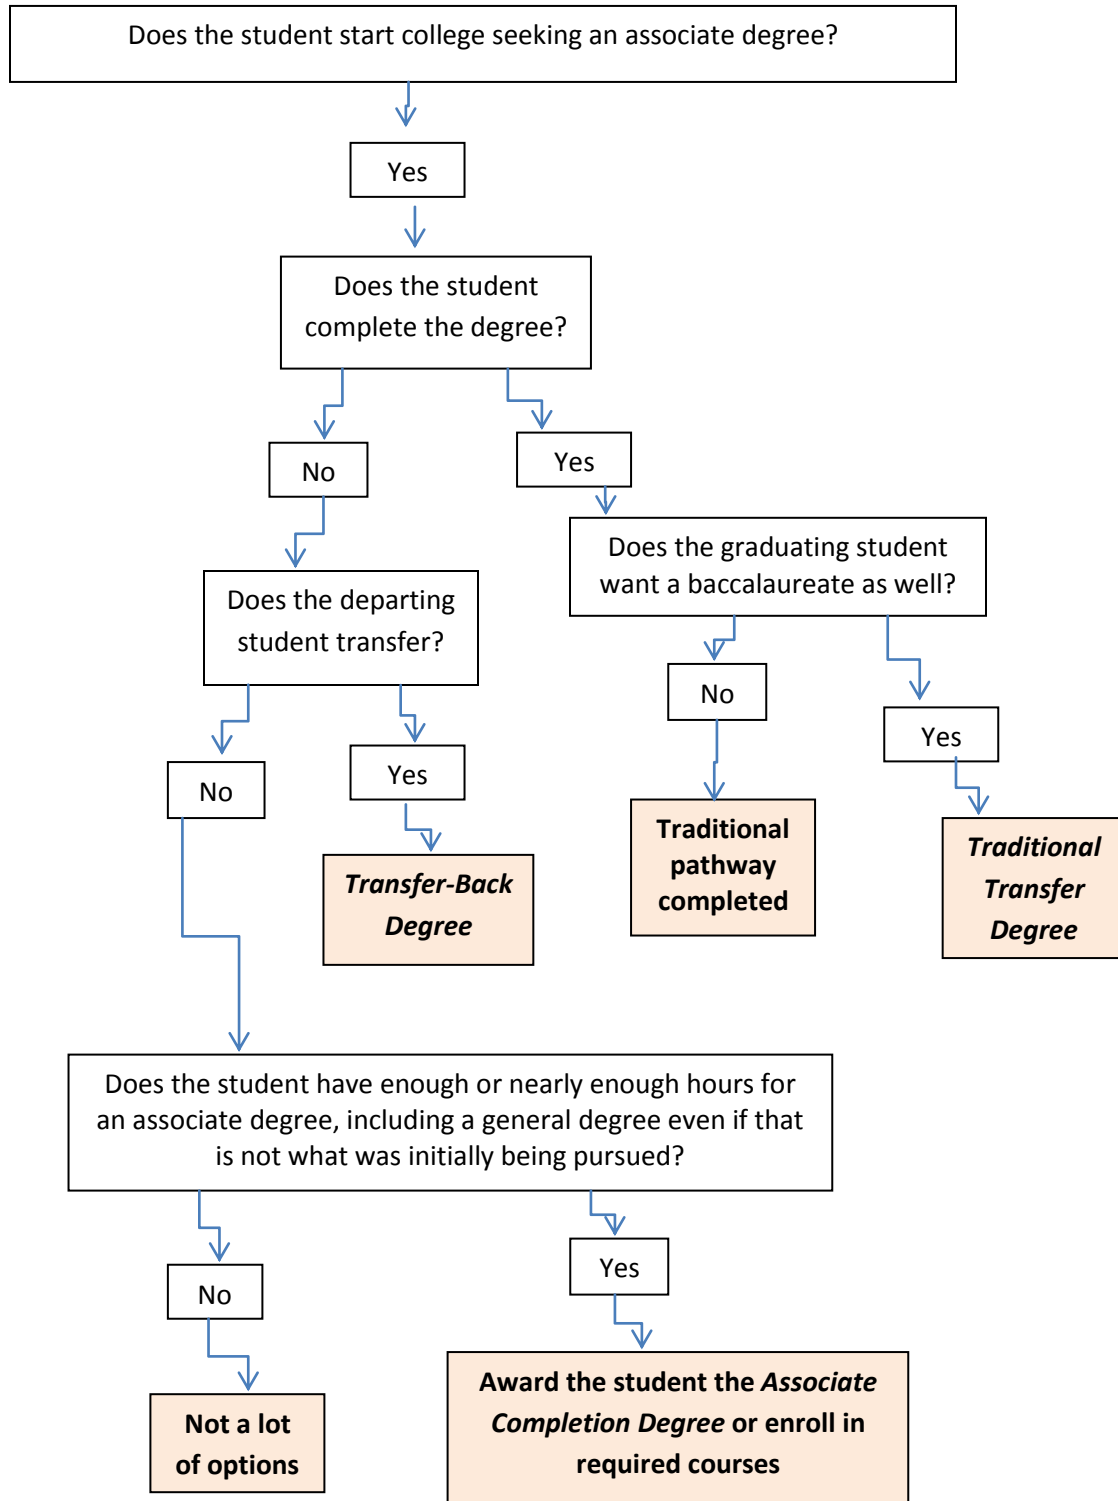 Does the student start college seeking an associate degree?
Yes
Does the student
complete the degree?
No
Yes
Does the graduating student
want a baccalaureate as well?
Does the departing
student transfer?
No
Yes
No
Yes
Traditional
pathway
completed
Traditional
Transfer
Degree
Transfer-Back
Degree
Does the student have enough or nearly enough hours for
an associate degree, including a general degree even if that
is not what was initially being pursued?
No
Yes
Not a lot
of options
Award the student the Associate
Completion Degree or enroll in
required courses